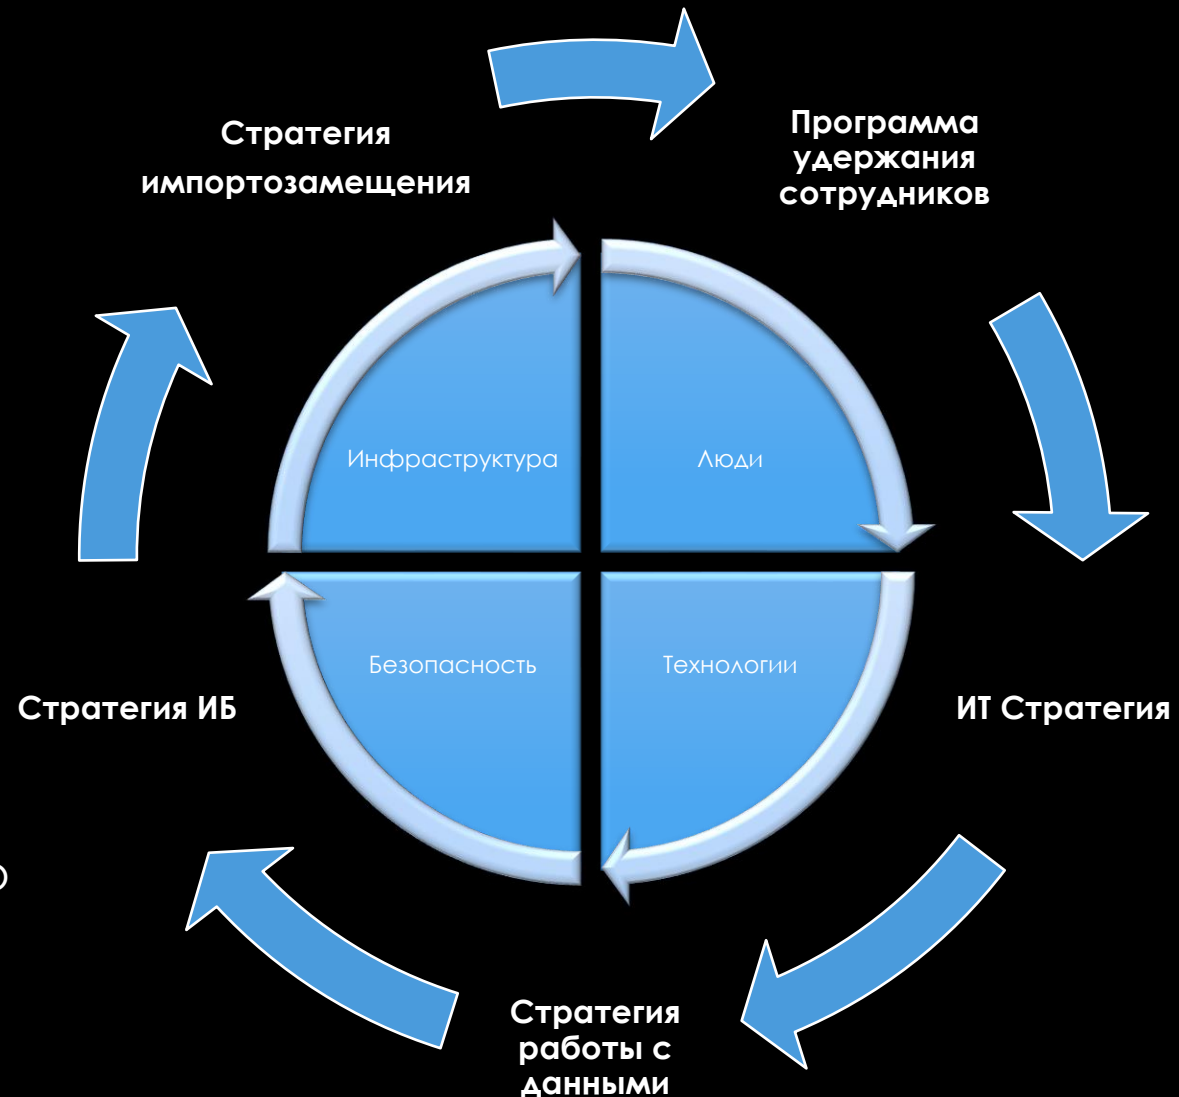 Стратегия
импортозамещения
Программа
удержания
сотрудников
Инфраструктура
Люди
Безопасность
Технологии
Стратегия ИБ
ИТ Стратегия
Стратегия
работы с
данными